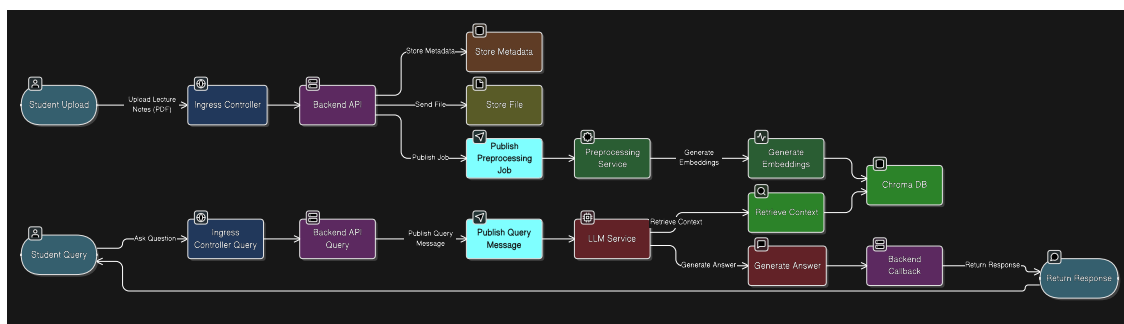 Store Metadata
Store Metadata
Student Upload
Upload Lecture
Notes (PDF)
Ingress Controller
Backend API
Send File
Store File
Publish Job
Publish
Preprocessing
Job
Preprocessing
Service
Generate
Embeddings
Generate
Embeddings
Chroma DB
Retrieve Context
Retrieve Context
Student Query
Ask Question
Ingress
Controller Query
Backend API
Query
Publish Query
Message
Publish Query
Message
LLM Service
Generate Answer
Generate Answer
Backend
Callback
Return Response
Return Response